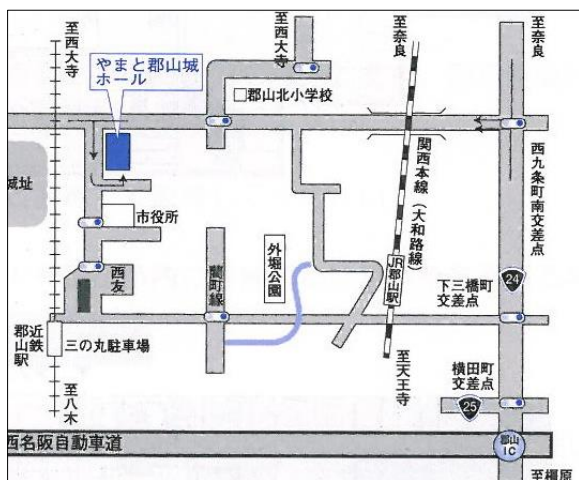 至西大寺
至西大寺
至奈良
至奈良
やまと郡山城
ホール
郡山北小学校
関西本線(大和路線)
西九条町南交差点
城址
市役所
外堀公園
JR郡山駅
西友
藺町線
下三橋町
交差点
24
近鉄
郡山駅
三の丸駐車場
至天王寺
横田町
交差点
25
至八木
西名阪自動車道
郡山
IC
至橿原